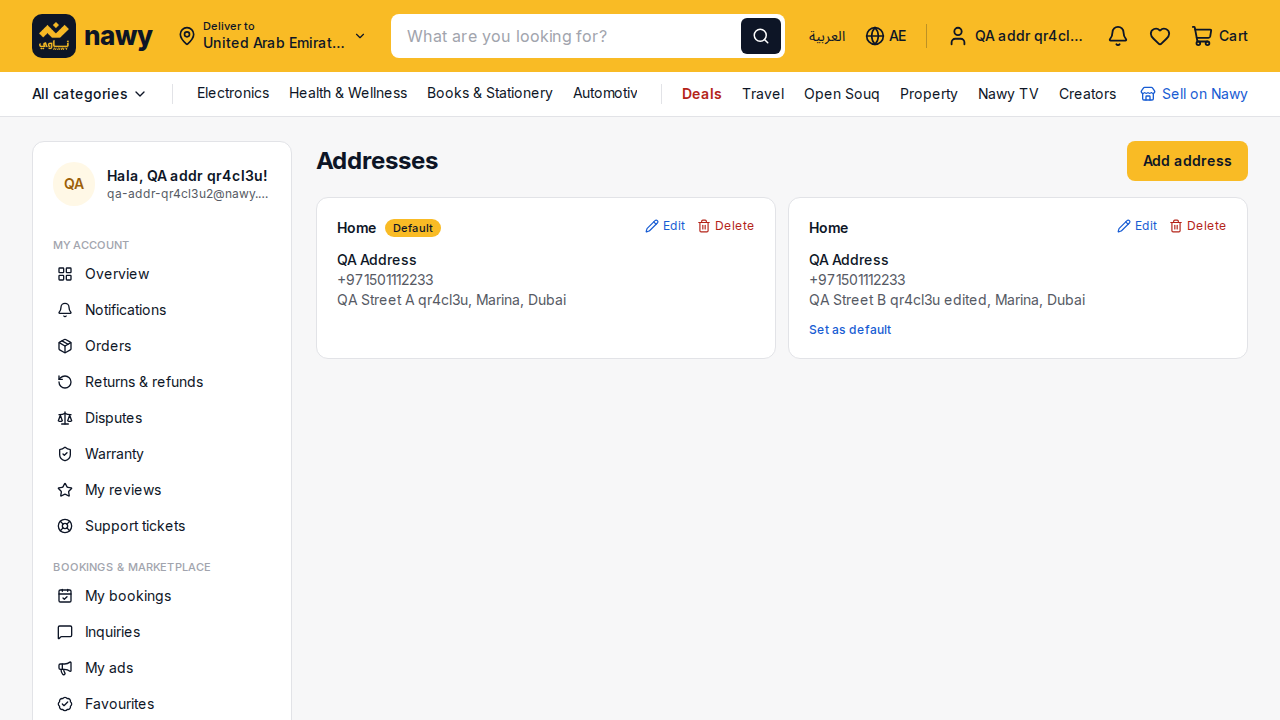 نـــاوي
nawy
Deliver to
United Arab Emirat...
What are you looking for?
العربية
AE
QA addr qr4cl...
Cart
All categories
Electronics
Health & Wellness
Books & Stationery
Automotiv
Deals
Travel
Open Souq
Property
Nawy TV
Creators
Sell on Nawy
QA
Hala, QA addr qr4cl3u!
qa-addr-qr4cl3u2@nawy....
MY ACCOUNT
Overview
Notifications
Orders
Returns & refunds
Disputes
Warranty
My reviews
Support tickets
BOOKINGS & MARKETPLACE
My bookings
Inquiries
My ads
Favourites
Addresses
Add address
Home
Default
Edit
Delete
QA Address
+971501112233
QA Street A qr4cl3u, Marina, Dubai
Home
Edit
Delete
QA Address
+971501112233
QA Street B qr4cl3u edited, Marina, Dubai
Set as default